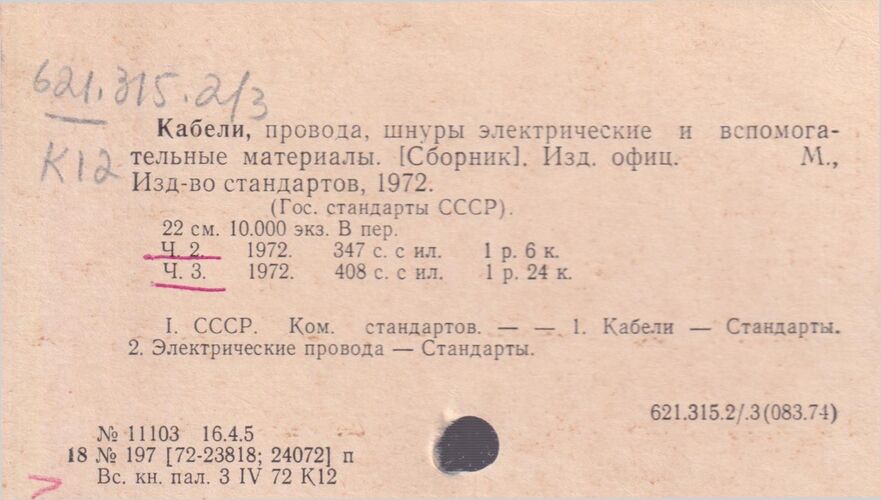 621.315.2/3
К12
Кабели, провода, шнуры электрические и вспомога-
тельные материалы. [Сборник]. Изд. офиц. М.,
Изд-во стандартов, 1972.
(Гос. стандарты СССР).
22 см. 10.000 экз. В пер.
Ч. 2. 1972. 347 с. с ил. 1 р. 6 к.
Ч. 3. 1972. 408 с. с ил. 1 р. 24 к.
I. СССР. Ком. стандартов. — — 1. Кабели — Стандарты.
2. Электрические провода — Стандарты.
621.315.2/.3(083.74)
№ 11103 16.4.5
18 № 197 [72-23818; 24072] п
Вс. кн. пал. 3 IV 72 К12